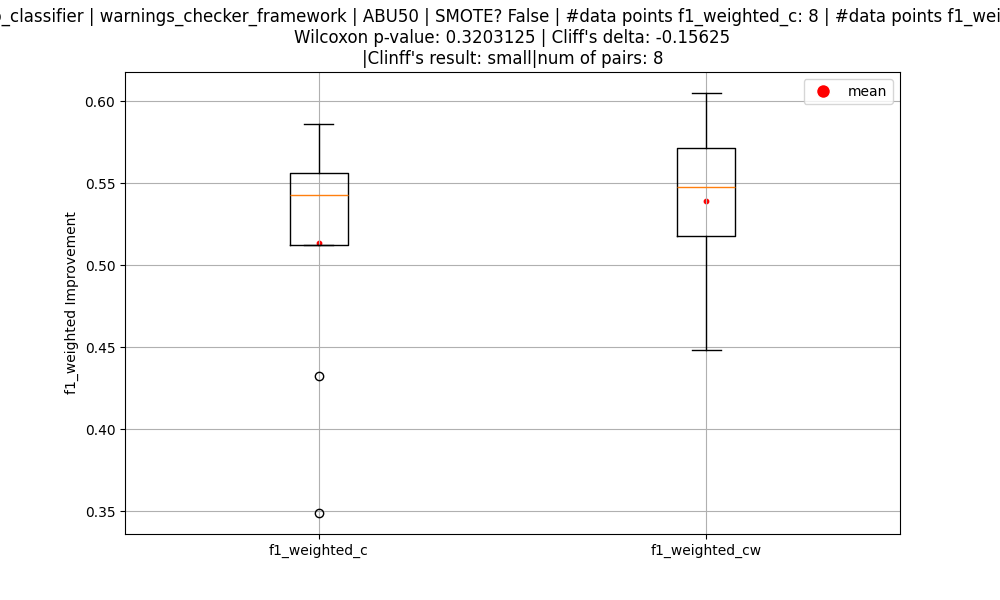 _classifier | warnings_checker_framework | ABU50 | SMOTE? False | #data points f1_weighted_c: 8 | #data points
Wilcoxon p-value: 0.3203125 | Cliff's delta: -0.15625
|Clinff's result: small|num of pairs: 8
mean
0.60
0.55
0.50
0.45
0.40
0.35
f1_weighted Improvement
f1_weighted_c
f1_weighted_cw